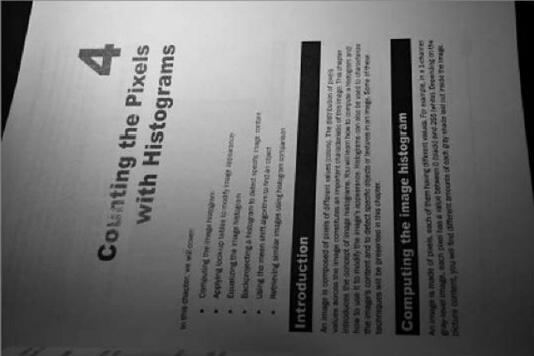 4
Counting the Pixels
with Histograms
In this chapter, we will cover:
• Computing the image histogram
• Applying look-up tables to modify image appearance
• Equalizing the image histogram
• Backprojecting a histogram to detect specific image content
• Using the mean shift algorithm to find an object
• Retrieving similar images using histogram comparison
Introduction
An image is composed of pixels of different values (colors). The distribution of pixels
values across the image constitutes an important characteristic of this image. This chapter
introduces the concept of image histograms. You will learn how to compute a histogram and
how to use it to modify the image's appearance. Histograms can also be used to characterize
the image's content and to detect specific objects or textures in an image. Some of these
techniques will be presented in this chapter.
Computing the image histogram
An image is made of pixels, each of them having different values. For example, in a 1-channel
gray-level image, each pixel has a value between 0 (black) and 255 (white). Depending on the
picture content, you will find different amounts of each gray shade laid out inside the image.